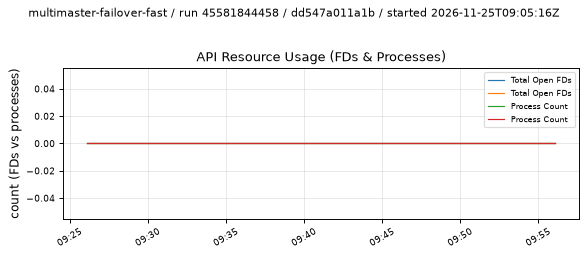 multimaster-failover-fast / run 45581844458 / dd547a011a1b / started 2026-11-25T09:05:16Z
API Resource Usage (FDs & Processes)
count (FDs vs processes)
0.04
0.02
0.00
−0.02
−0.04
Total Open FDs
Total Open FDs
Process Count
Process Count
09:25
09:30
09:35
09:40
09:45
09:50
09:55